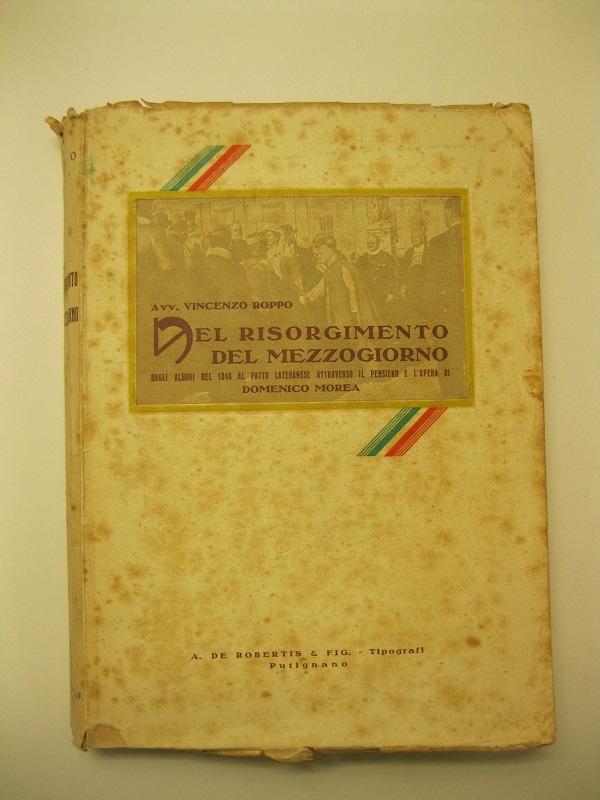 AVV. VINCENZO ROPPO
NEL RISORGIMENTO
DEL MEZZOGIORNO
DAGLI ALBORI DEL 1848 AL PATTO LATERANESE ATTRAVERSO IL PENSIERO E L'OPERA DI
DOMENICO MOREA
A. DE ROBERTIS & FIG. - Tipografi
Putignano